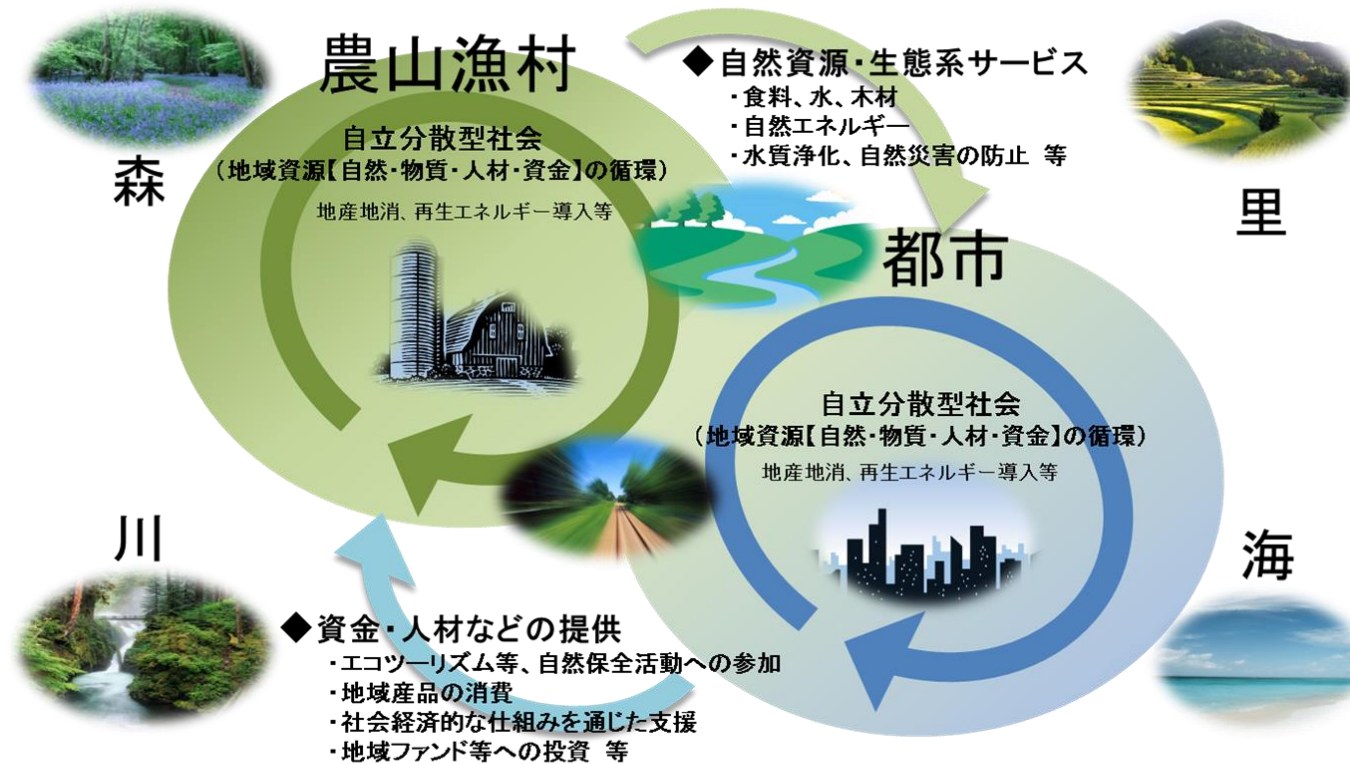 農山漁村
◆自然資源・生態系サービス
・食料、水、木材
・自然エネルギー
・水質浄化、自然災害の防止 等
自立分散型社会
(地域資源【自然・物質・人材・資金】の循環)
地産地消、再生エネルギー導入等
森
里
都市
自立分散型社会
(地域資源【自然・物質・人材・資金】の循環)
地産地消、再生エネルギー導入等
川
海
◆資金・人材などの提供
・エコツーリズム等、自然保全活動への参加
・地域産品の消費
・社会経済的な仕組みを通じた支援
・地域ファンド等への投資 等